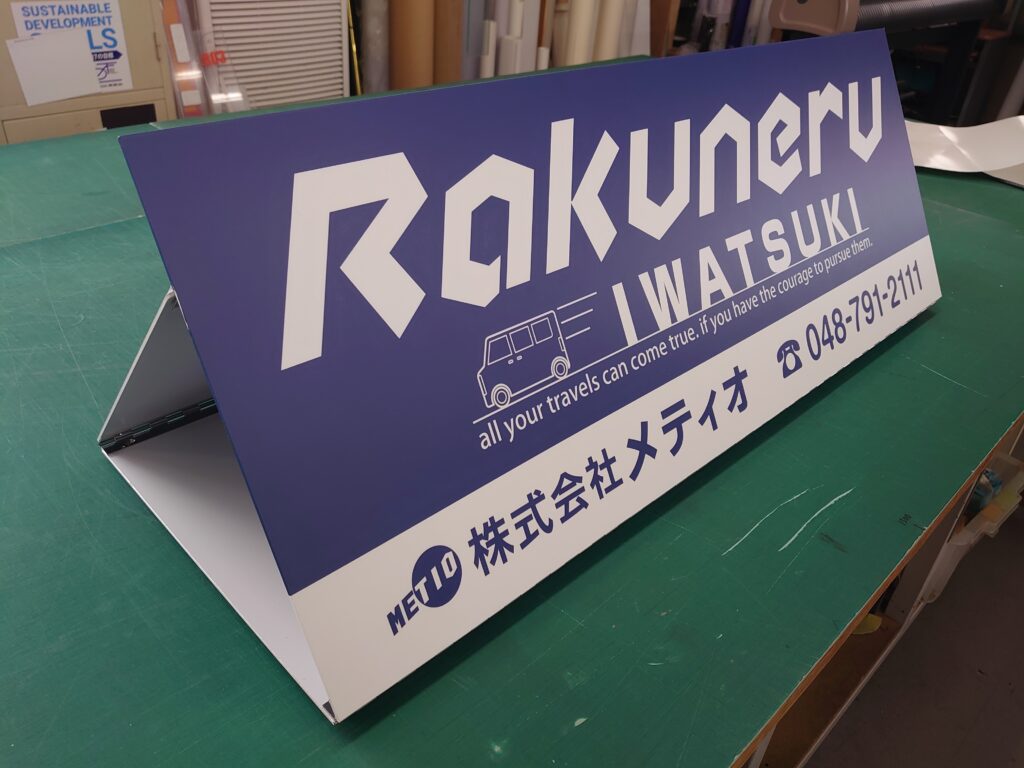 SUSTAINABLE
DEVELOPMENT
LS
Rakuneru
IWATSUKI
all your travels can come true. if you have the courage to pursue them.
METIO 株式会社メティオ ☎048-791-2111